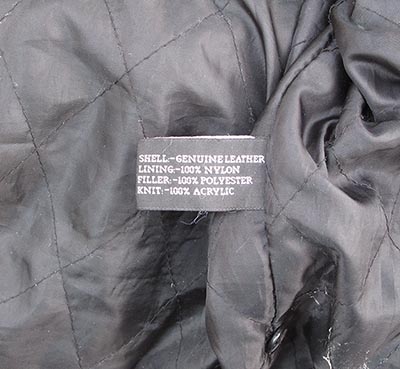 SHELL:-GENUINE LEATHER
LINING:-100% NYLON
FILLER:-100% POLYESTER
KNIT:-100% ACRYLIC